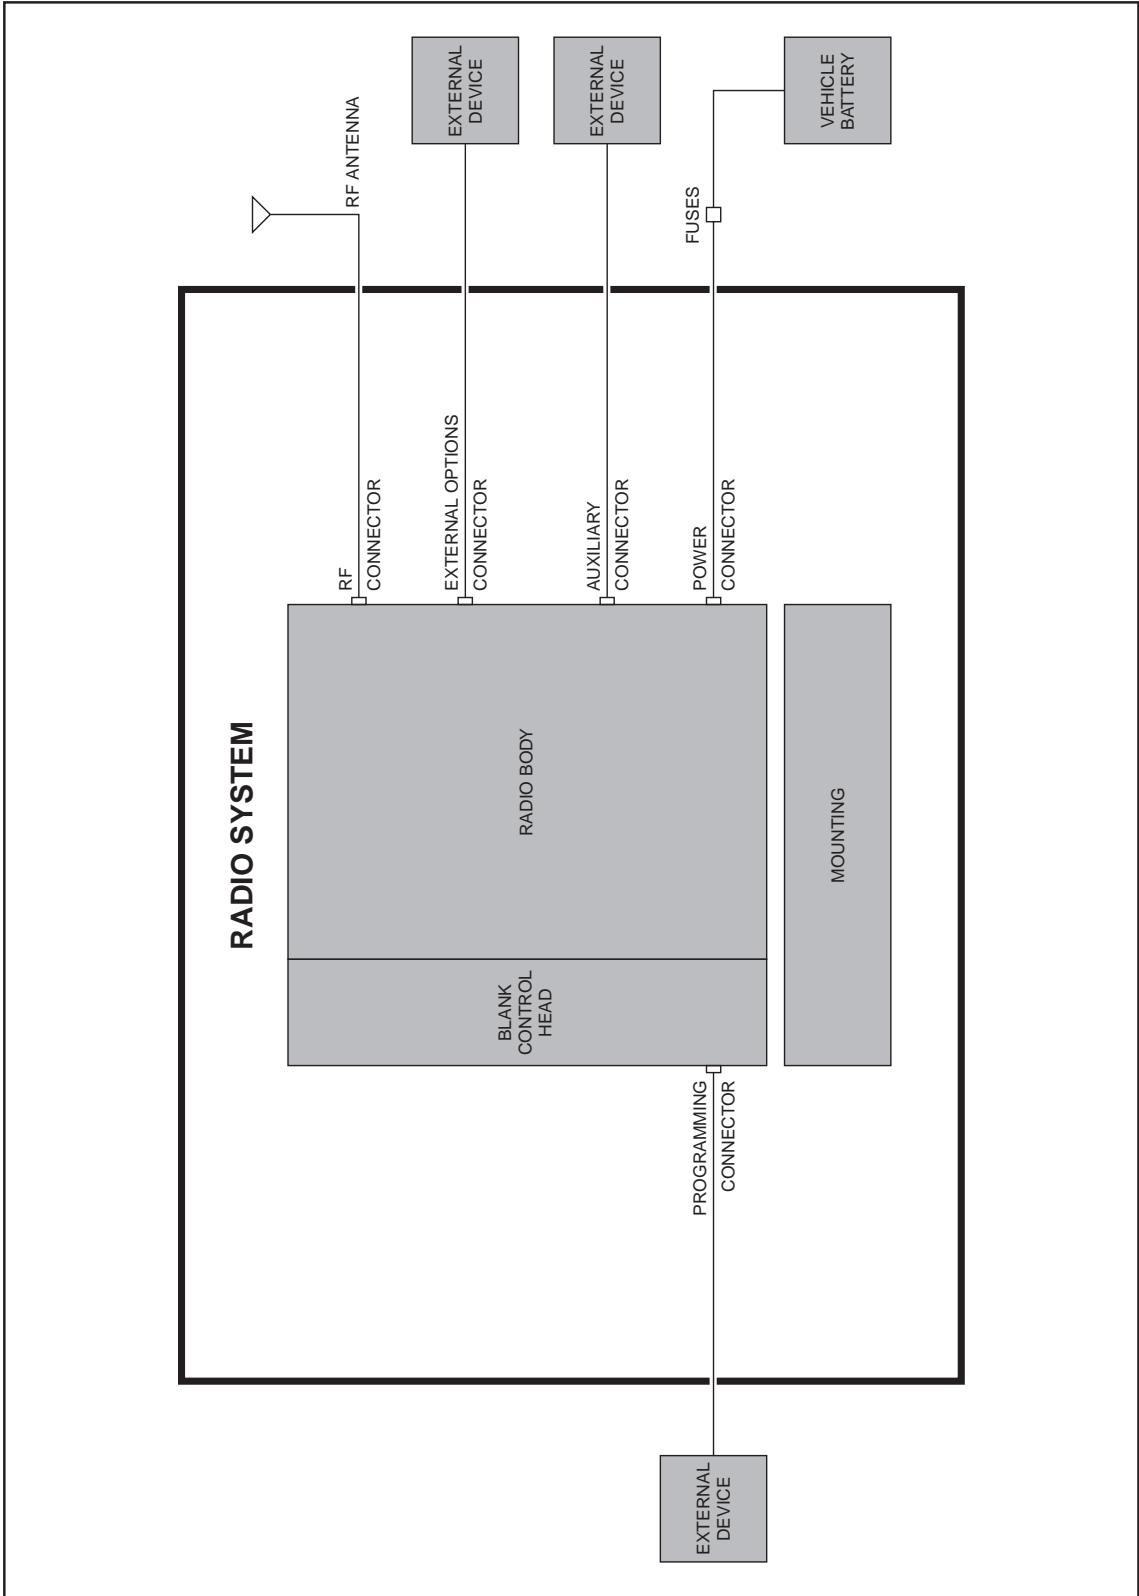 RADIO SYSTEM
EXTERNAL
DEVICE
PROGRAMMING
CONNECTOR
BLANK
CONTROL
HEAD
RADIO BODY
MOUNTING
RF
CONNECTOR
EXTERNAL OPTIONS
CONNECTOR
AUXILIARY
CONNECTOR
POWER
CONNECTOR
RF ANTENNA
EXTERNAL
DEVICE
EXTERNAL
DEVICE
FUSES
VEHICLE
BATTERY